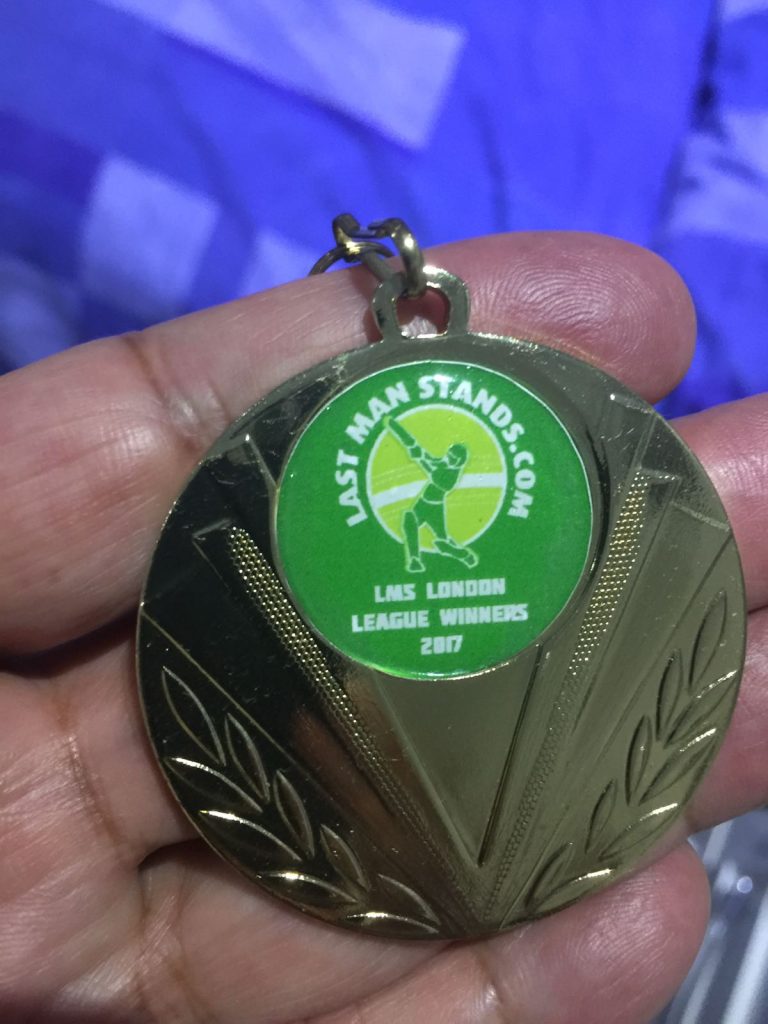 LAST MAN STANDS.COM
LMS LONDON
LEAGUE WINNERS
2017